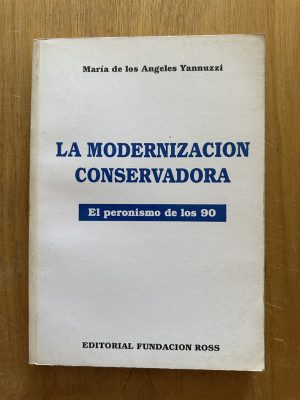 María de los Angeles Yannuzzi
LA MODERNIZACION
CONSERVADORA
El peronismo de los 90
EDITORIAL FUNDACION ROSS